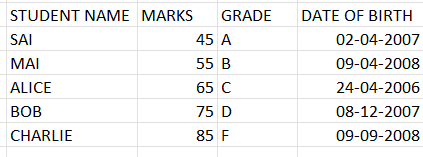 STUDENT NAME MARKS GRADE DATE OF BIRTH
SAI 45 A 02-04-2007
MAI 55 B 09-04-2008
ALICE 65 C 24-04-2006
BOB 75 D 08-12-2007
CHARLIE 85 F 09-09-2008